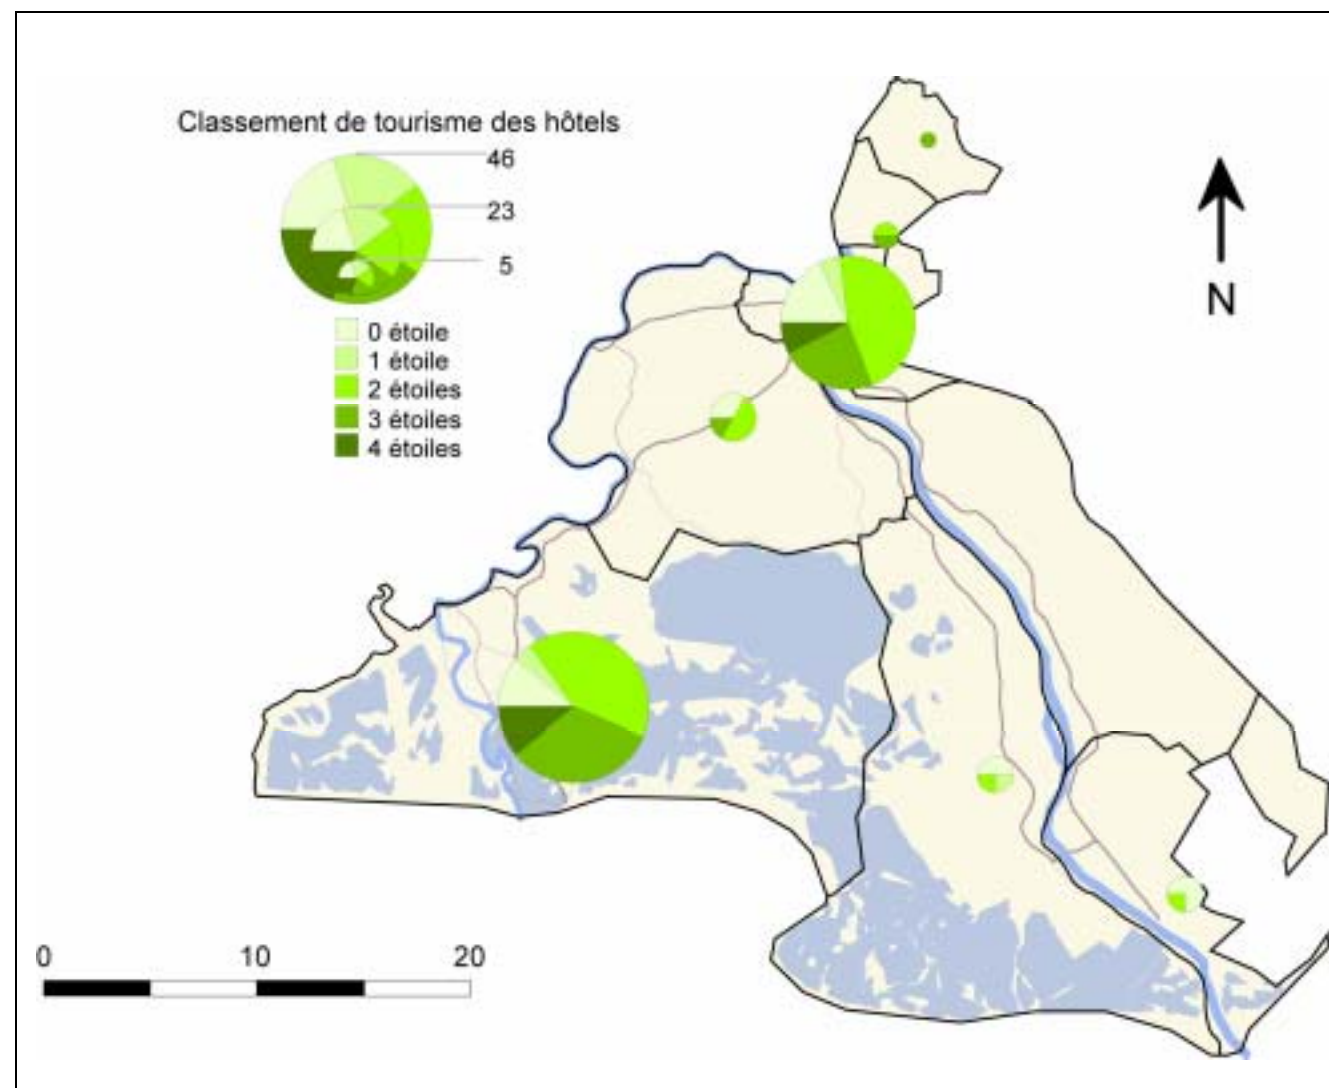 Classement de tourisme des hôtels
46
23
5
0 étoile
1 étoile
2 étoiles
3 étoiles
4 étoiles
N
0 10 20